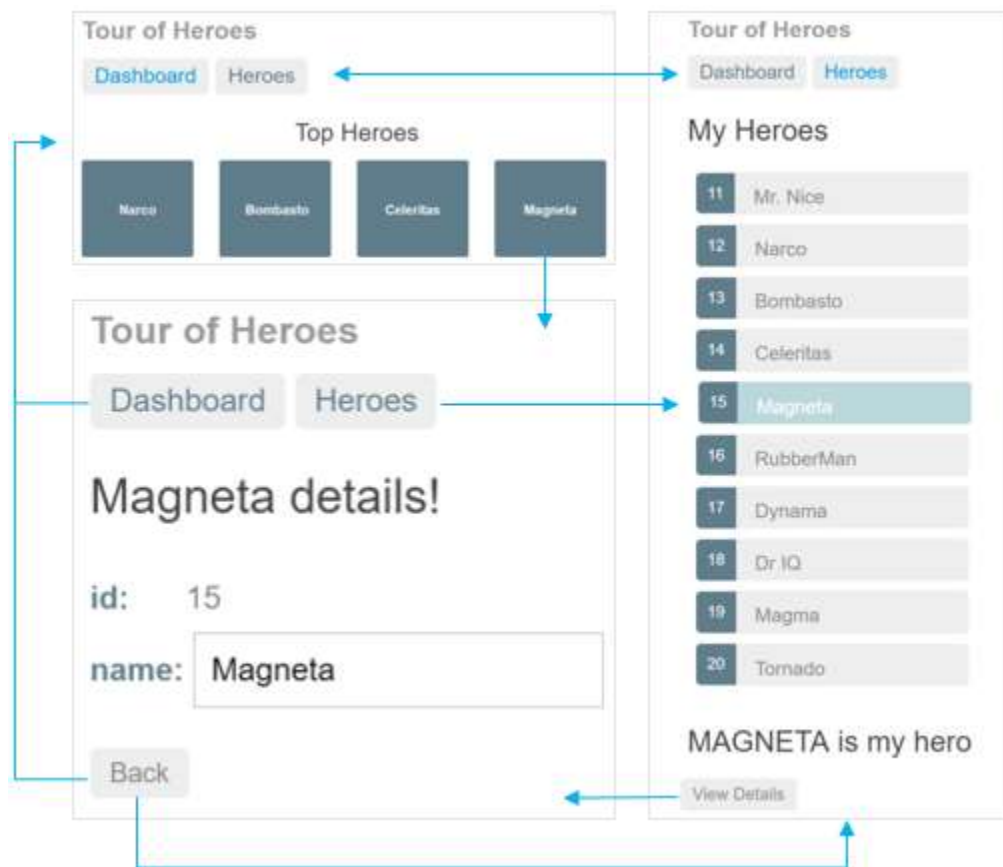 Tour of Heroes
Dashboard Heroes
Top Heroes
Narco Bombasto Celeritas Magneta
Tour of Heroes
Dashboard Heroes
Magneta details!
id: 15
name: Magneta
Back
Tour of Heroes
Dashboard Heroes
My Heroes
11 Mr. Nice
12 Narco
13 Bombasto
14 Celeritas
15 Magneta
16 RubberMan
17 Dynama
18 Dr IQ
19 Magma
20 Tornado
MAGNETA is my hero
View Details